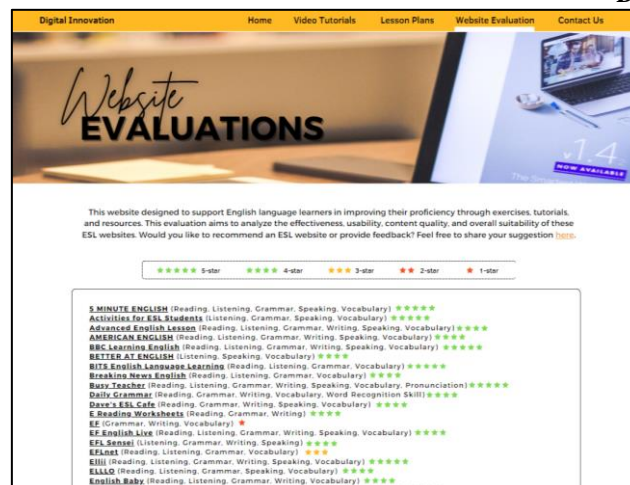 Digital Innovation Home Video Tutorials Lesson Plans Website Evaluation Contact Us
Website
EVALUATIONS
v1.4
NOW AVAILABLE
This website designed to support English language learners in improving their proficiency through exercises, tutorials,
and resources. This evaluation aims to analyze the effectiveness, usability, content quality, and overall suitability of these
ESL websites. Would you like to recommend an ESL website or provide feedback? Feel free to share your suggestion here.
★★★★★ 5-star ★★★★ 4-star ★★★ 3-star ★★ 2-star ★ 1-star
5 MINUTE ENGLISH (Reading, Listening, Grammar, Speaking, Vocabulary) ★★★★★
Activities for ESL Students (Listening, Grammar, Speaking, Vocabulary) ★★★★★
Advanced English Lesson (Reading, Listening, Grammar, Writing, Speaking, Vocabulary) ★★★★
AMERICAN ENGLISH (Reading, Listening, Grammar, Writing, Speaking, Vocabulary) ★★★★
BBC Learning English (Reading, Listening, Grammar, Writing, Speaking, Vocabulary) ★★★★★
BETTER AT ENGLISH (Listening, Speaking, Vocabulary) ★★★★
BITS English Language Learning (Reading, Listening, Grammar, Vocabulary) ★★★★★
Breaking News English (Reading, Listening, Grammar, Vocabulary) ★★★★
Busy Teacher (Reading, Listening, Grammar, Writing, Speaking, Vocabulary, Pronunciation) ★★★★★
Daily Grammar (Reading, Grammar, Writing, Vocabulary, Word Recognition Skill) ★★★★
Dave's ESL Cafe (Reading, Grammar, Writing, Speaking, Vocabulary) ★★★★
E Reading Worksheets (Reading, Grammar, Writing) ★★★★
EF (Grammar, Writing, Vocabulary) ★
EF English Live (Reading, Listening, Grammar, Writing, Speaking, Vocabulary) ★★★★
EFL Sensei (Listening, Grammar, Writing, Speaking) ★★★★
EFLnet (Reading, Listening, Grammar, Vocabulary) ★★★
Ellii (Reading, Listening, Grammar, Writing, Speaking, Vocabulary) ★★★★★
ELLLO (Reading, Listening, Grammar, Speaking, Vocabulary) ★★★★
English Baby (Reading, Listening, Grammar, Writing, Vocabulary) ★★★★